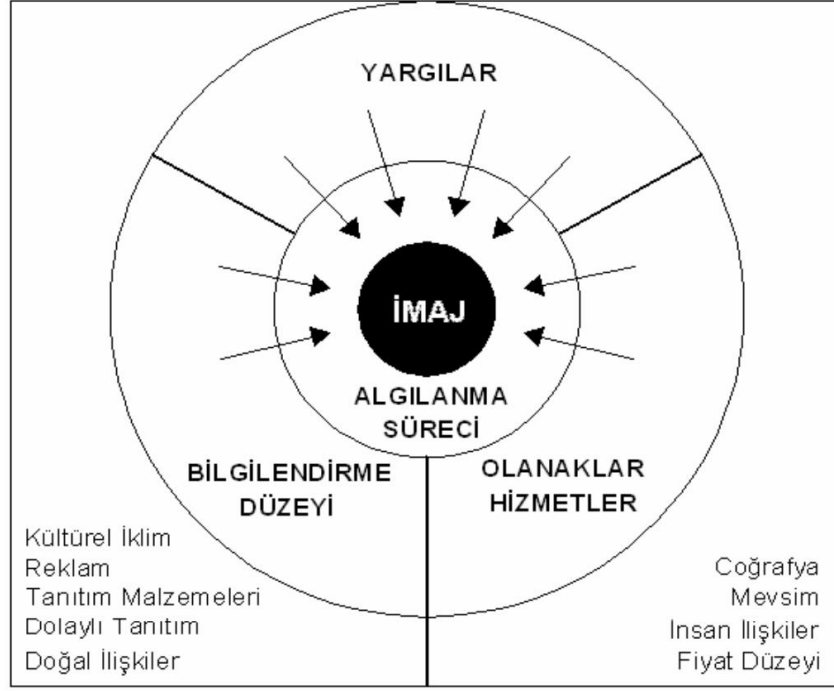 YARGILAR
İMAJ
ALGILANMA
SÜRECİ
BİLGİLENDİRME
DÜZEYİ
OLANAKLAR
HİZMETLER
Kültürel İklim
Reklam
Tanıtım Malzemeleri
Dolaylı Tanıtım
Doğal İlişkiler
Coğrafya
Mevsim
İnsan İlişkiler
Fiyat Düzeyi